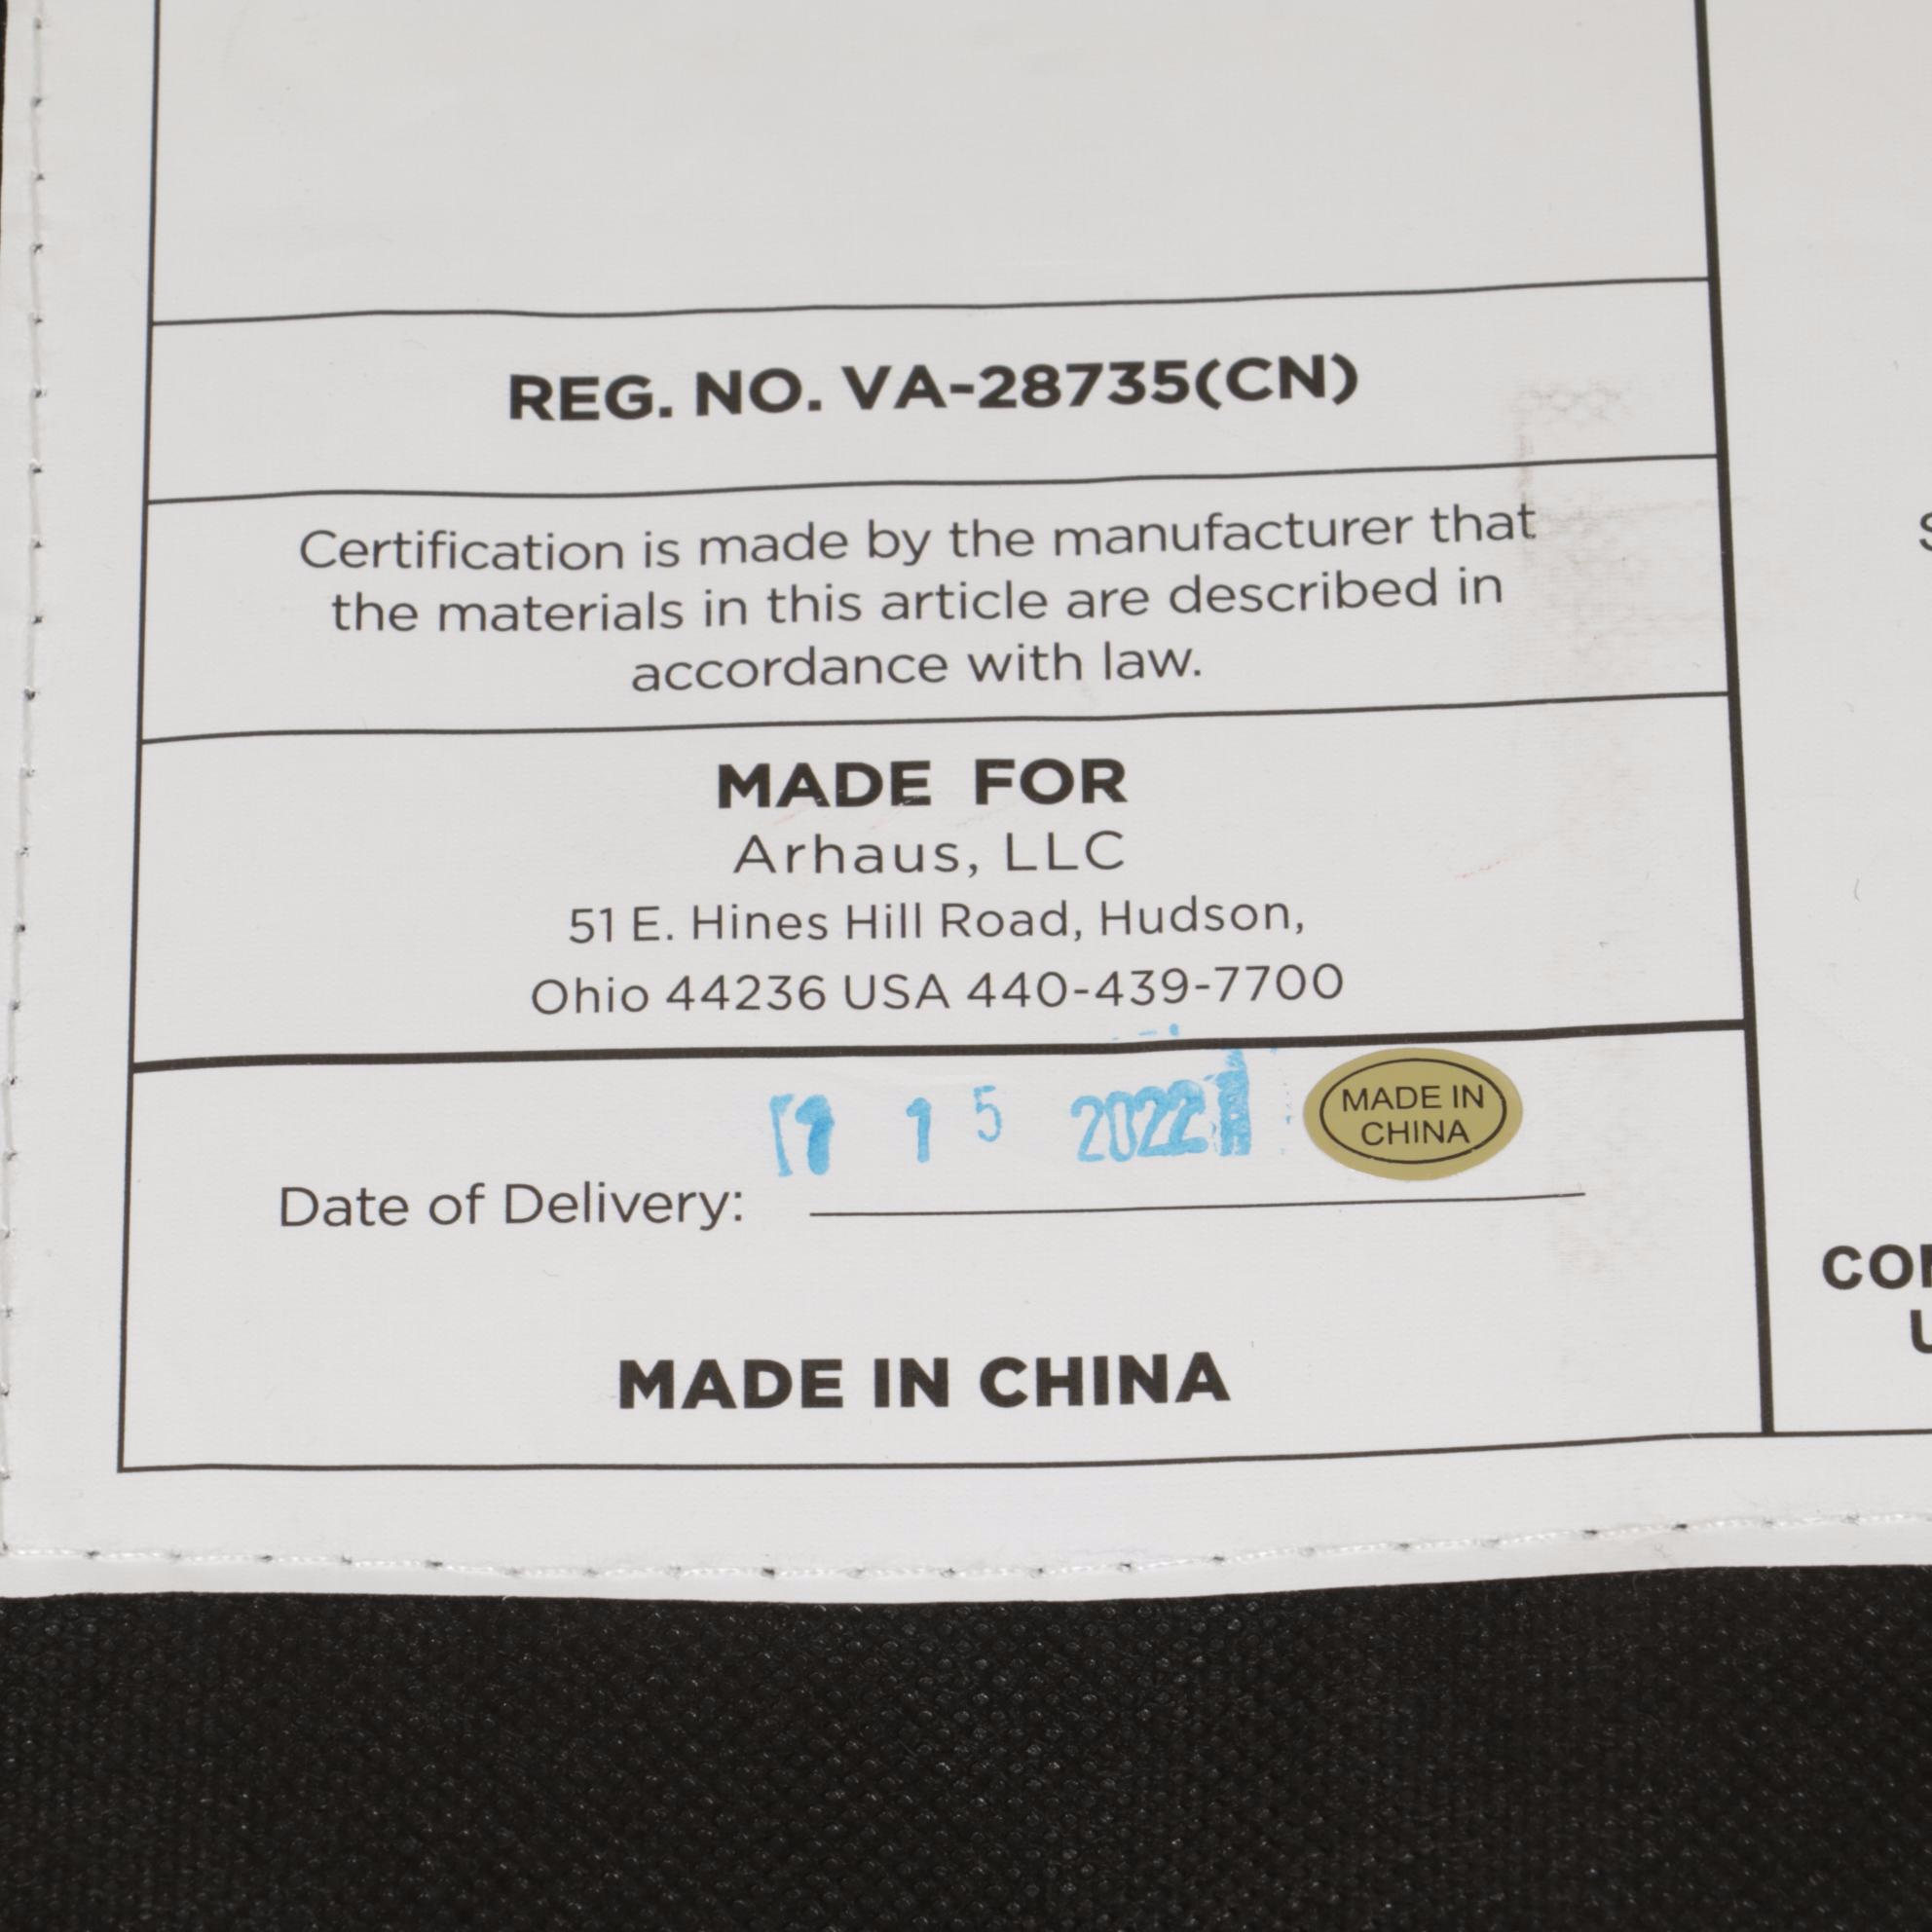 REG. NO. VA-28735(CN)
Certification is made by the manufacturer that
the materials in this article are described in
accordance with law.
MADE FOR
Arhaus, LLC
51 E. Hines Hill Road, Hudson,
Ohio 44236 USA 440-439-7700
15 2022
MADE IN
CHINA
Date of Delivery:
MADE IN CHINA